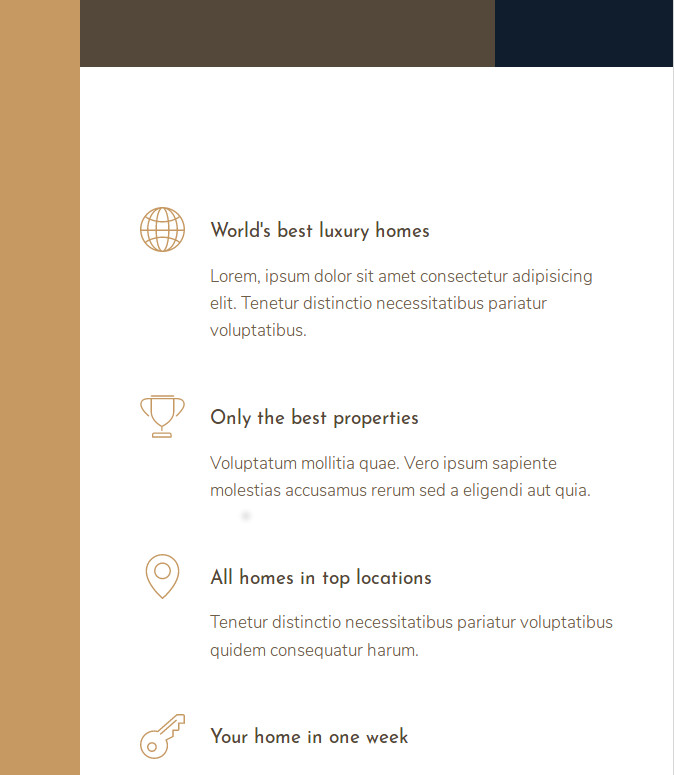 World's best luxury homes
Lorem, ipsum dolor sit amet consectetur adipisicing
elit. Tenetur distinctio necessitatibus pariatur
voluptatibus.
Only the best properties
Voluptatum mollitia quae. Vero ipsum sapiente
molestias accusamus rerum sed a eligendi aut quia.
All homes in top locations
Tenetur distinctio necessitatibus pariatur voluptatibus
quidem consequatur harum.
Your home in one week